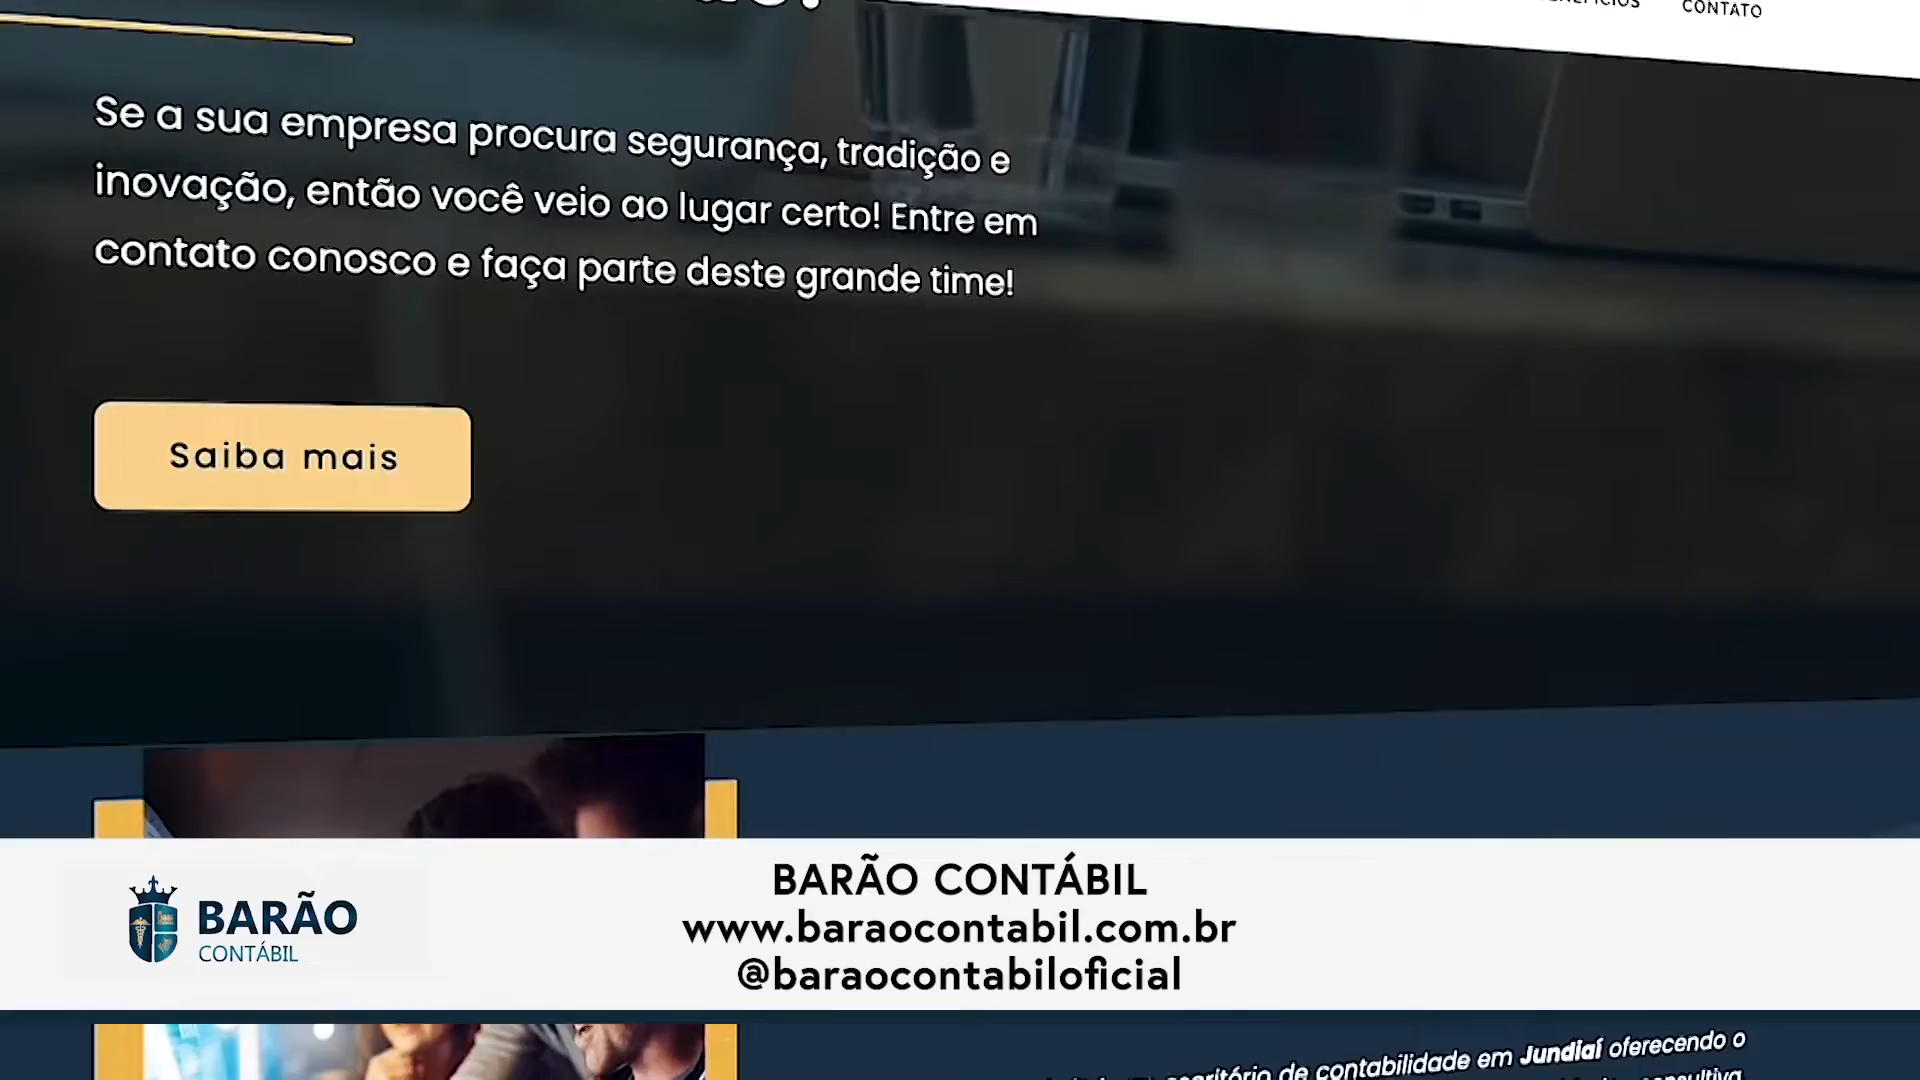 CONTATO
Se a sua empresa procura segurança, tradição e
inovação, então você veio ao lugar certo! Entre em
contato conosco e faça parte deste grande time!
Saiba mais
BARÃO
CONTÁBIL
BARÃO CONTÁBIL
www.baraocontabil.com.br
@baraocontabiloficial
de contabilidade em Jundiaí oferecendo o